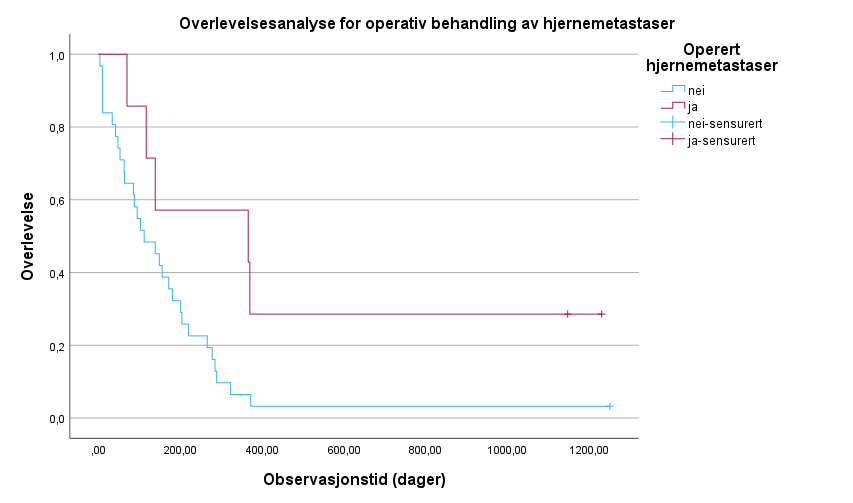 Overlevelsesanalyse for operativ behandling av hjernemetastaser
Operert
hjernemetastaser
nei
ja
nei-sensurert
ja-sensurert
Overlevelse
1,0
0,8
0,6
0,4
0,2
0,0
,00
200,00
400,00
600,00
800,00
1000,00
1200,00
Observasjonstid (dager)